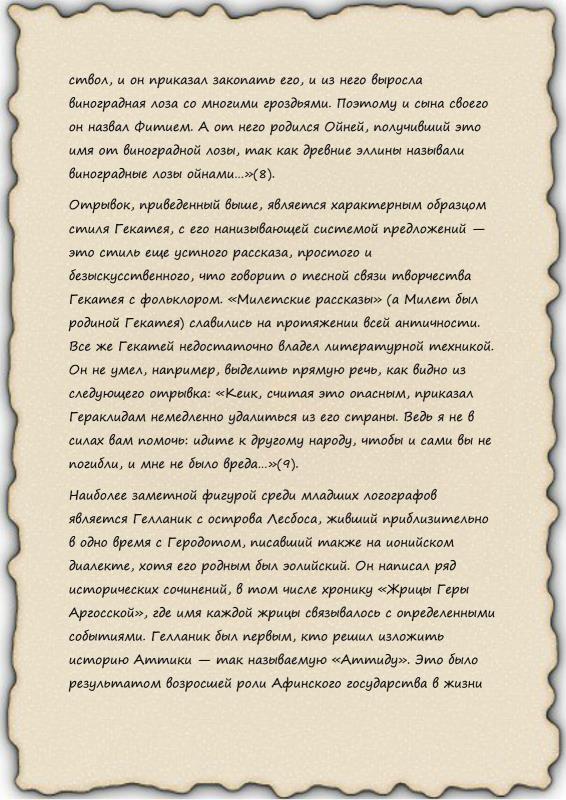 ствол, и он приказал закопать его, и из него выросла
виноградная лоза со многими гроздьями. Поэтому и сына своего
он назвал Фитием. А от него родился Ойней, получивший это
имя от виноградной лозы, так как древние эллины называли
виноградные лозы ойнами...»(8).
Отрывок, приведенный выше, является характерным образцом
стиля Гекатея, с его нанизывающей системой предложений —
это стиль еще устного рассказа, простого и
безыскусственного, что говорит о тесной связи творчества
Гекатея с фольклором. «Милетские рассказы» (а Милет был
родиной Гекатея) славились на протяжении всей античности.
Все же Гекатей недостаточно владел литературной техникой.
Он не умел, например, выделить прямую речь, как видно из
следующего отрывка: «Кеик, считая это опасным, приказал
Гераклидам немедленно удалиться из его страны. Ведь я не в
силах вам помочь: идите к другому народу, чтобы и сами вы не
погибли, и мне не было вреда...»(9).
Наиболее заметной фигурой среди младших логографов
является Гелланик с острова Лесбоса, живший приблизительно
в одно время с Геродотом, писавший также на ионийском
диалекте, хотя его родным был эолийский. Он написал ряд
исторических сочинений, в том числе хронику «Жрицы Геры
Аргосской», где имя каждой жрицы связывалось с определенными
событиями. Гелланик был первым, кто решил изложить
историю Аттики — так называемую «Аттиду». Это было
результатом возросшей роли Афинского государства в жизни